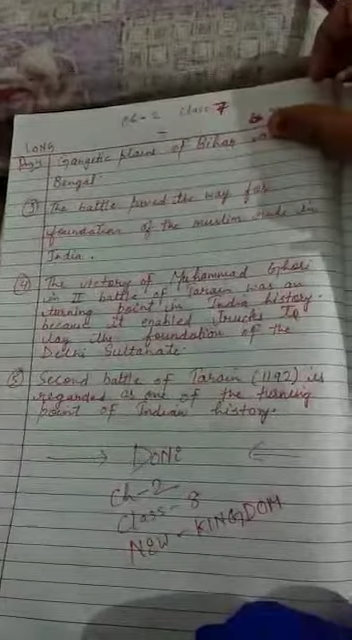 Ch-2 Class 7
LONG
Gangetic plains of Bihar
Bengal.
③ The battle paved the way for
foundation of the muslim rule in
India.
④ The victory of Muhammad Ghori
in II battle of Tarain was an
turning point in India history.
because it enabled Trucks to
lay the foundation of the
Delhi Sultanate.
⑤ Second battle of Tarain (1192) is
regarded as one of the truning
point of Indian history.
→ DONE ←
Ch-2
Class-8
NEW-KINGDOM